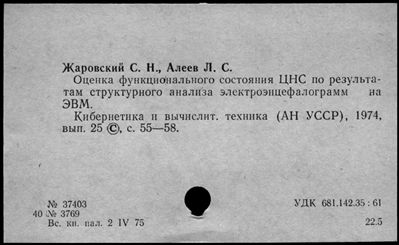 Жаровский С. Н., Алеев Л. С.
Оценка функционального состояния ЦНС по результа-
там структурного анализа электроэнцефалограмм на
ЭВМ.
Кибернетика и вычислит. техника (АН УССР), 1974,
вып. 25 ©, с. 55—58.
№ 37403
УДК 681.142.35 : 61
40 № 3769
Вс. кн. пал. 2 IV 75
22.5